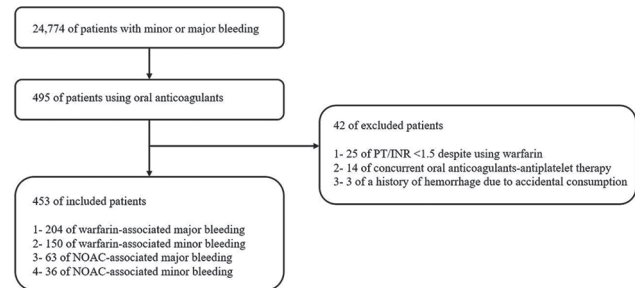 24,774 of patients with minor or major bleeding
495 of patients using oral anticoagulants
42 of excluded patients
1- 25 of PT/INR <1.5 despite using warfarin
2- 14 of concurrent oral anticoagulants-antiplatelet therapy
3- 3 of a history of hemorrhage due to accidental consumption
453 of included patients
1- 204 of warfarin-associated major bleeding
2- 150 of warfarin-associated minor bleeding
3- 63 of NOAC-associated major bleeding
4- 36 of NOAC-associated minor bleeding